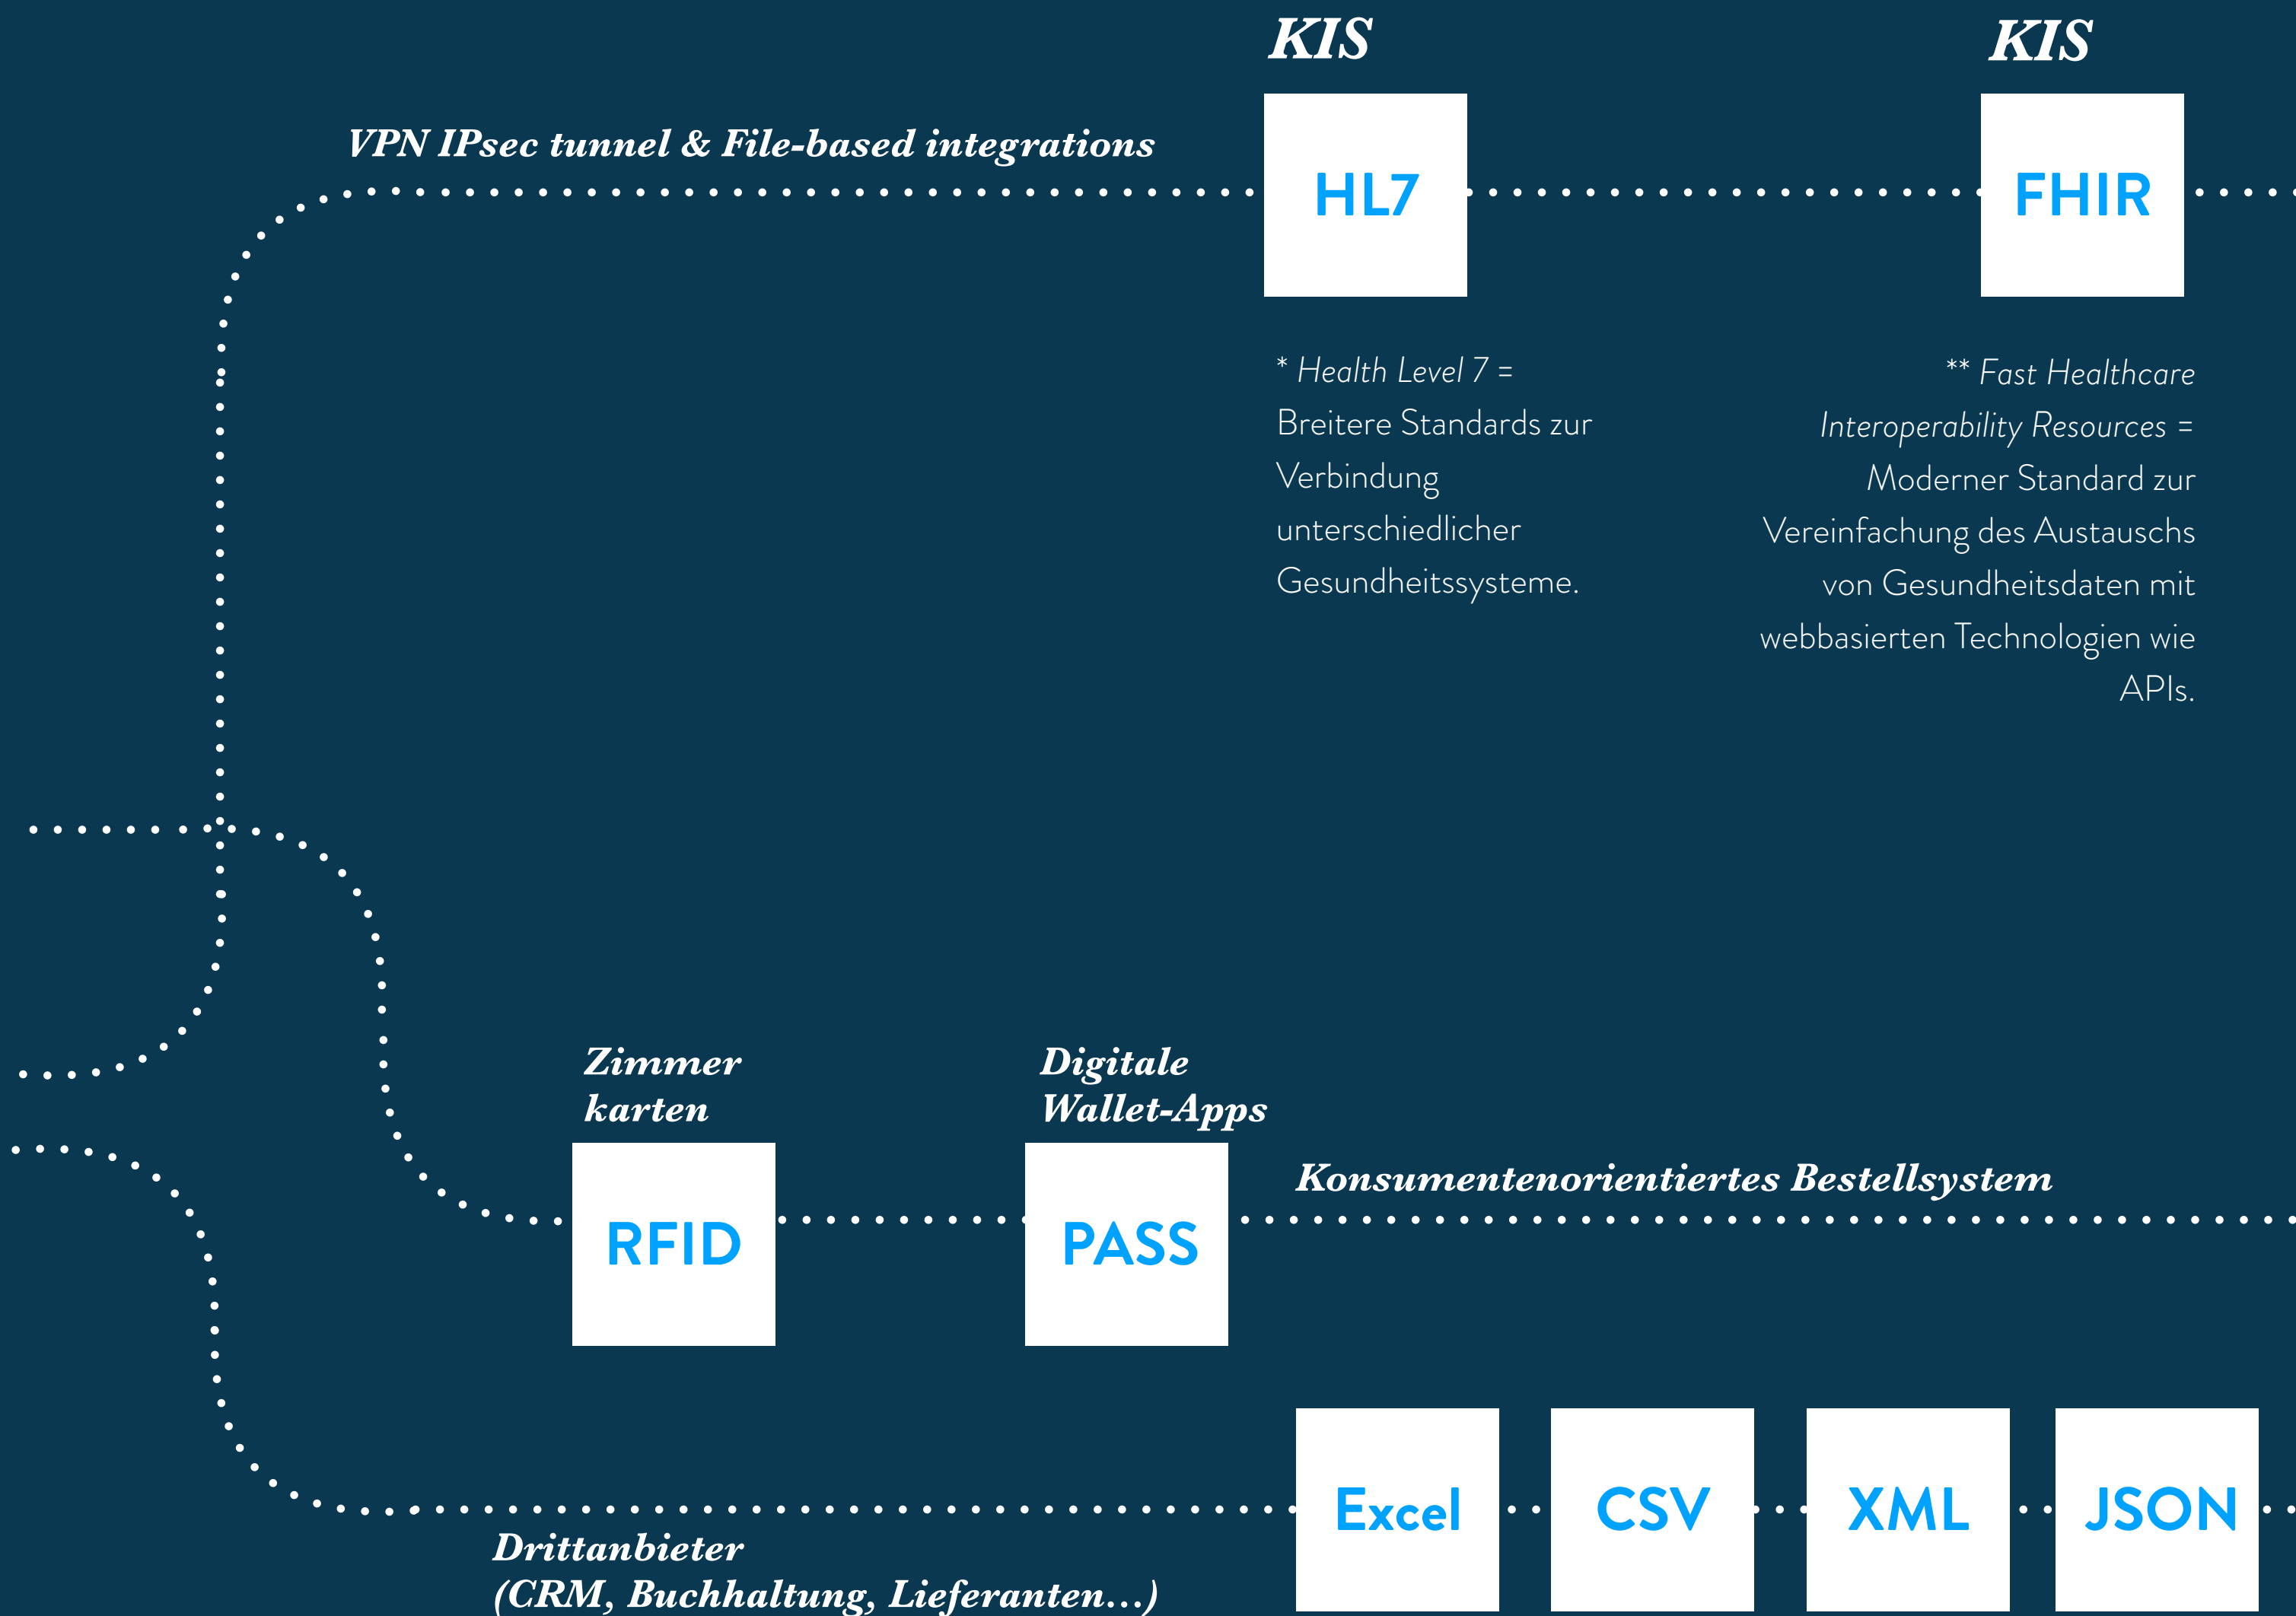 KIS
KIS
VPN IPsec tunnel & File-based integrations
HL7
FHIR
* Health Level 7 =
Breitere Standards zur
Verbindung
unterschiedlicher
Gesundheitssysteme.
** Fast Healthcare
Interoperability Resources =
Moderner Standard zur
Vereinfachung des Austauschs
von Gesundheitsdaten mit
webbasierten Technologien wie
APIs.
Zimmer
karten
Digitale
Wallet-Apps
RFID
PASS
Konsumentenorientiertes Bestellsystem
Excel
CSV
XML
JSON
Drittanbieter
(CRM, Buchhaltung, Lieferanten...)